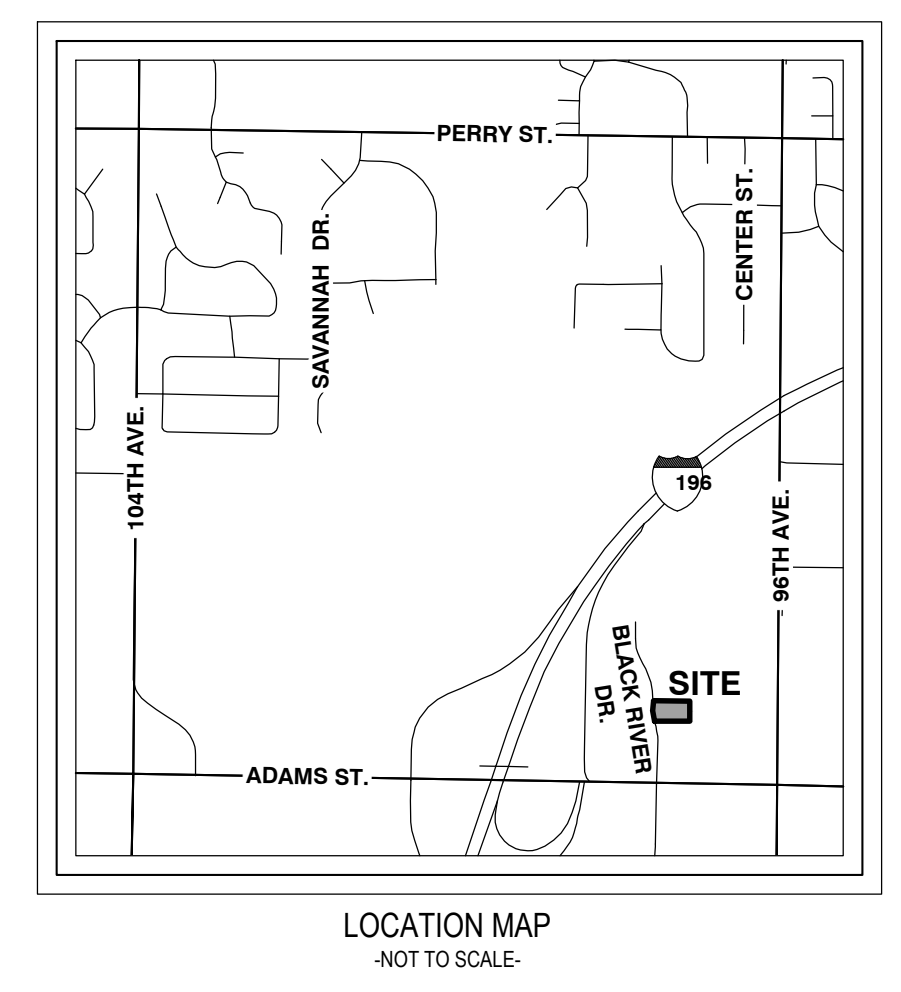 PERRY ST.
CENTER ST.
SAVANNAH DR.
104TH AVE.
196
96TH AVE.
BLACK RIVER
DR.
SITE
ADAMS ST.
LOCATION MAP
-NOT TO SCALE-